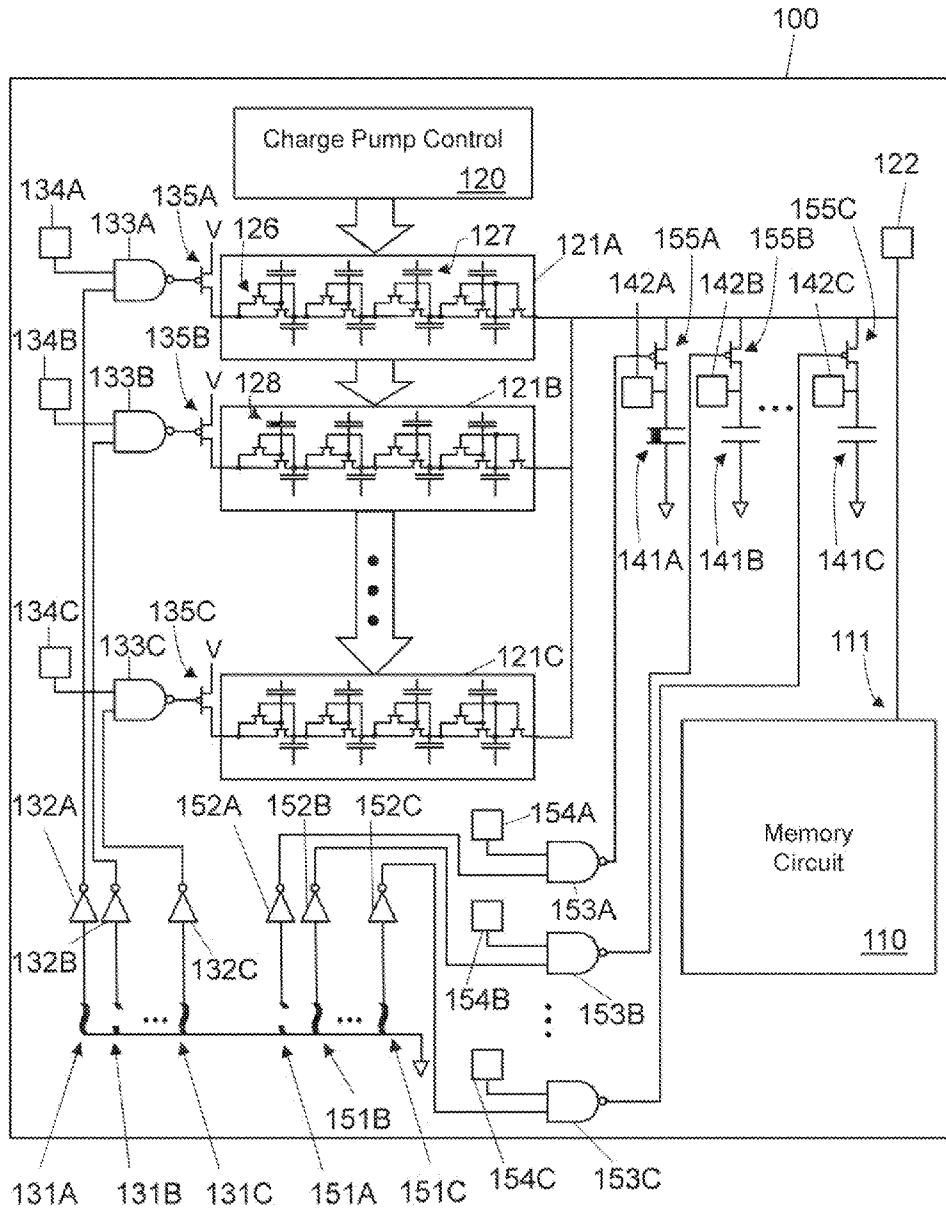 100
Charge Pump Control
120
134A
133A
135A
V
126
127
121A
155A
155B
155C
122
142A
142B
142C
134B
133B
135B
V
128
121B
141A
141B
141C
134C
133C
135C
V
121C
111
132A
152A
152B
152C
154A
153A
Memory
Circuit
110
132B
132C
154B
153B
151B
131A
131B
131C
151A
151C
154C
153C